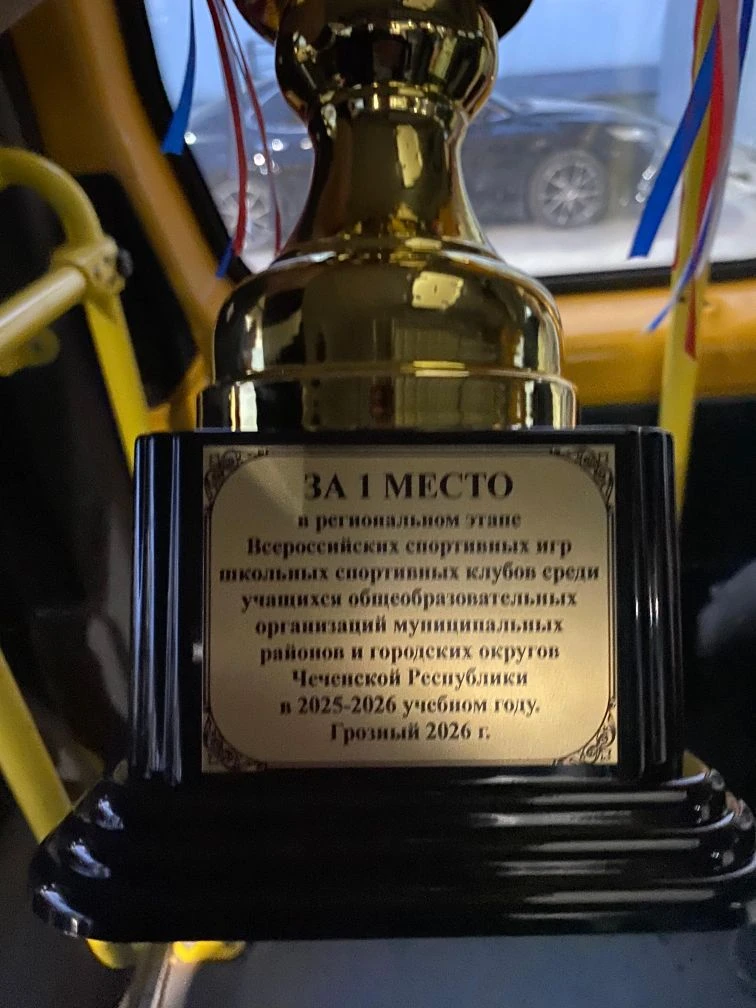 ЗА 1 МЕСТО
в региональном этапе
Всероссийских спортивных игр
школьных спортивных клубов среди
учащихся общеобразовательных
организаций муниципальных
районов и городских округов
Чеченской Республики
в 2025-2026 учебном году.
Грозный 2026 г.